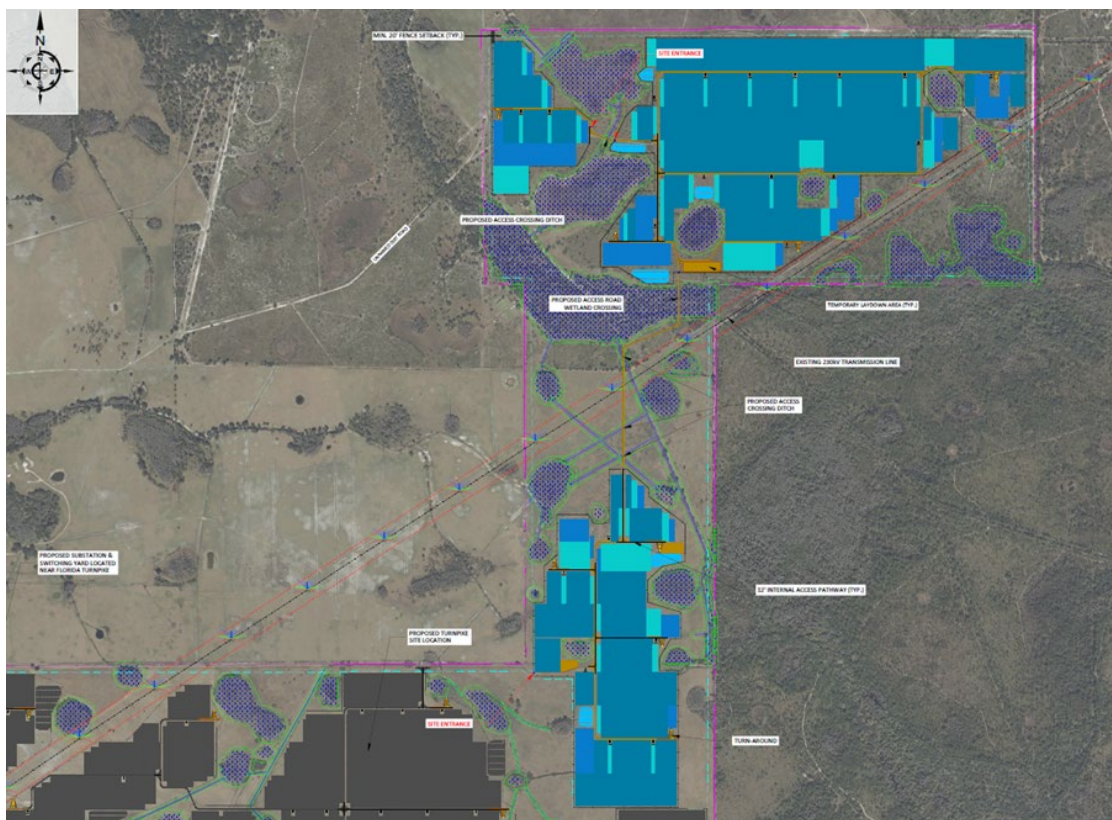 N
MIN. 20' FENCE SETBACK (TYP.)
SITE ENTRANCE
PROPOSED ACCESS CROSSING DITCH
PROPOSED ACCESS ROAD
WETLAND CROSSING
TEMPORARY LAYDOWN AREA (TYP.)
EXISTING 230kV TRANSMISSION LINE
PROPOSED ACCESS
CROSSING DITCH
PROPOSED SUBSTATION &
SWITCHING YARD LOCATED
NEAR FLORIDA TURNPIKE
12' INTERNAL ACCESS PATHWAY (TYP.)
PROPOSED TURNPIKE
SITE LOCATION
SITE ENTRANCE
TURN-AROUND